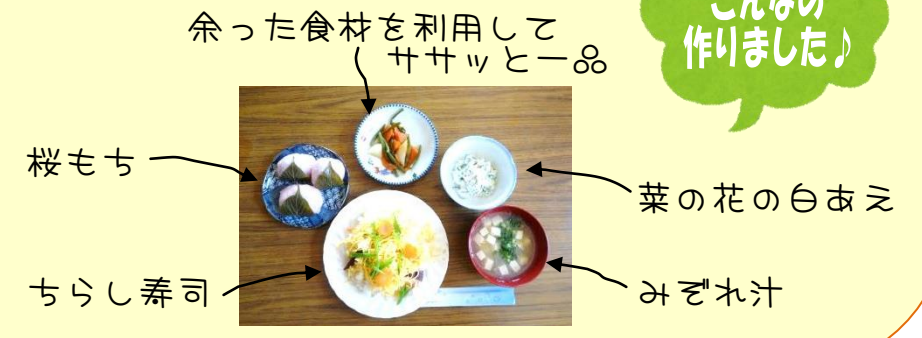 こんなの
作りました♪
余った食材を利用して
ササッと一品
桜もち
菜の花の白あえ
ちらし寿司
みぞれ汁